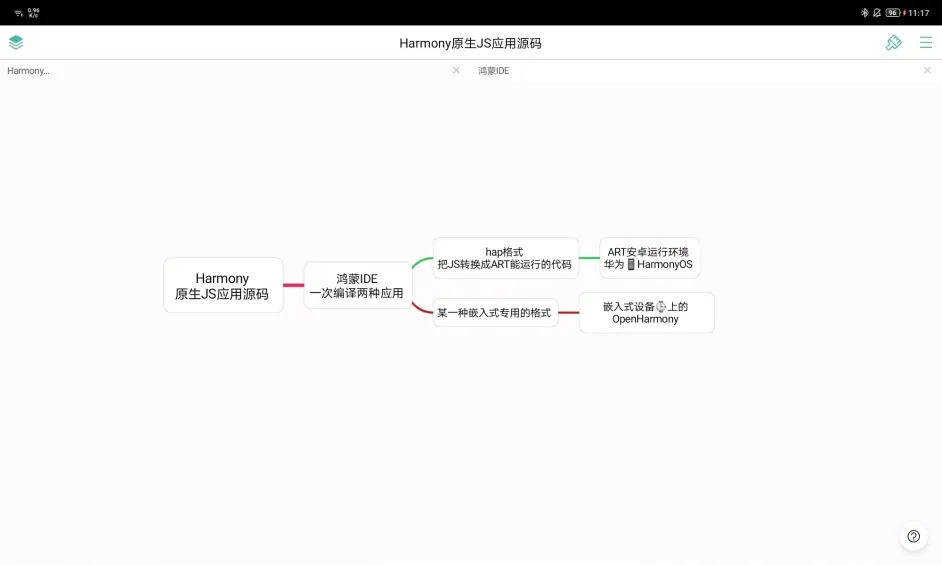 0.96
K/s
96
11:17
Harmony原生JS应用源码
Harmony...
鸿蒙IDE
Harmony
原生JS应用源码
鸿蒙IDE
一次编译两种应用
hap格式
把JS转换成ART能运行的代码
ART安卓运行环境
华为📱HarmonyOS
某一种嵌入式专用的格式
嵌入式设备⌚上的
OpenHarmony